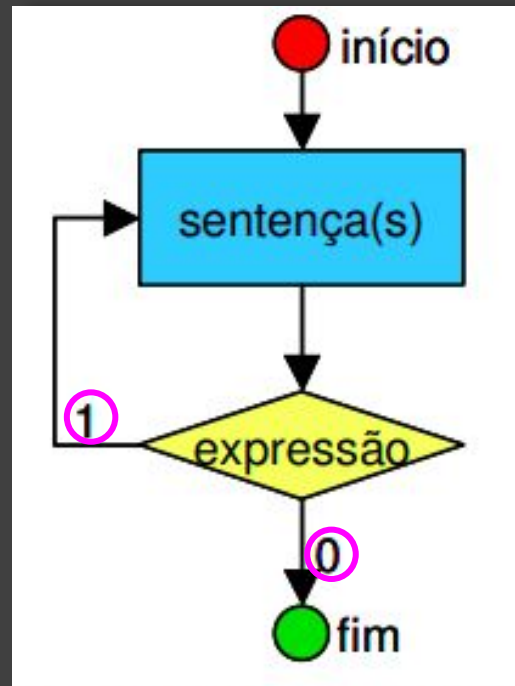 início
sentença(s)
1
expressão
0
fim